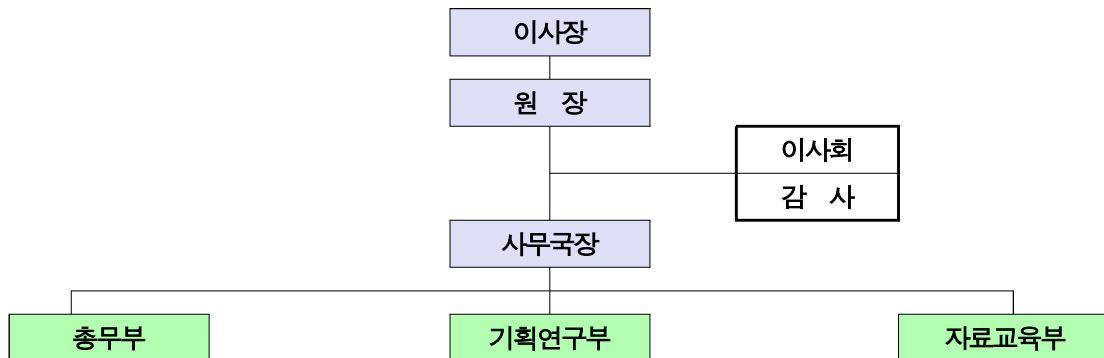 이사장
원 장
이사회
감 사
사무국장
총무부
기획연구부
자료교육부